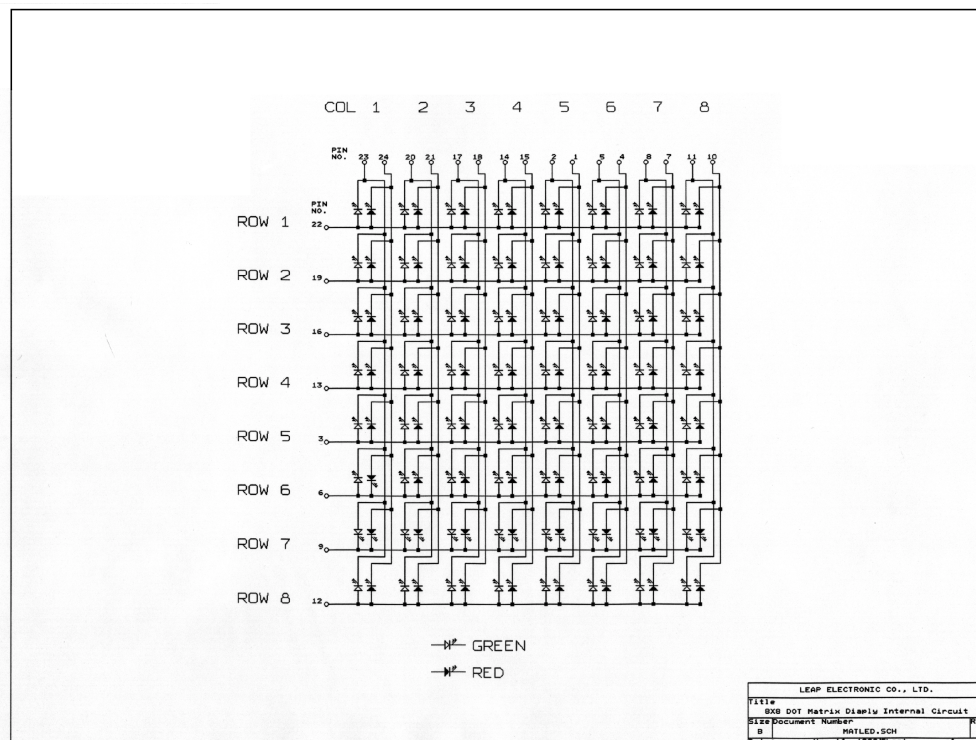 COL 1 2 3 4 5 6 7 8
PIN NO. 23 24 20 21 17 18 14 15 2 1 5 4 8 7 11 10
PIN NO.
ROW 1 22
ROW 2 19
ROW 3 16
ROW 4 13
ROW 5 3
ROW 6 6
ROW 7 9
ROW 8 12
GREEN
RED
LEAP ELECTRONIC CO., LTD.
Title
8X8 DOT Matrix Diaply Internal Circuit
Size Document Number R
B MATLED.SCH